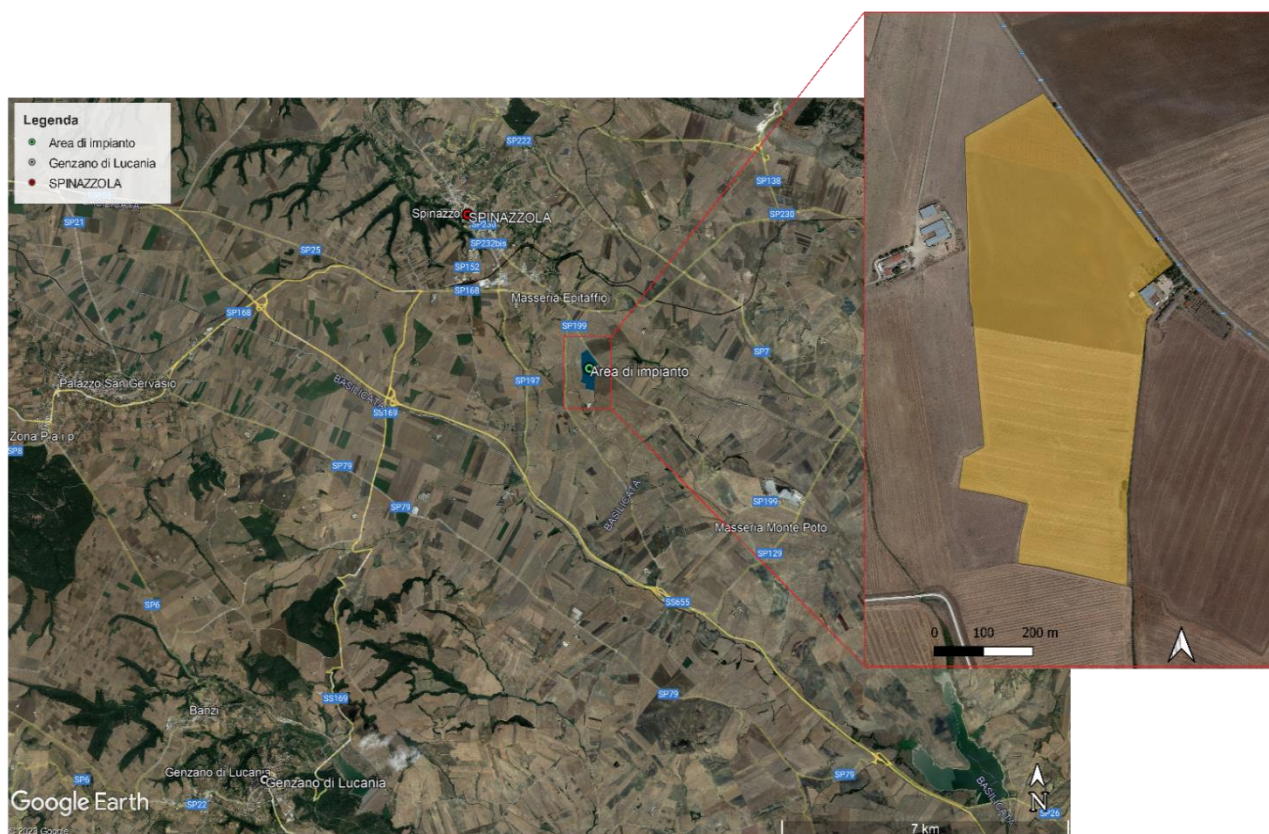 Legenda
Area di impianto
Genzano di Lucania
SPINAZZOLA
SP222
SP138
SP21
Spinazzo
SPINAZZOLA
SP230
SP230
SP232bis
SP25
SP152
SP168
SP168
Masseria Epitaffio
SP199
SP7
Area di impianto
SP197
Palazzo San Gervasio
BASILICATA
SS169
SP8
SP79
BASILICATA
SP79
SP199
Masseria Monte Poto
SP129
SP6
SS655
SS169
SP79
Banzi
Genzano di Lucania
Genzano di Lucania
SP6
SP22
SP79
BASILICATA
SP26
Google Earth
© 2023 Google
N
7 km
0 100 200 m